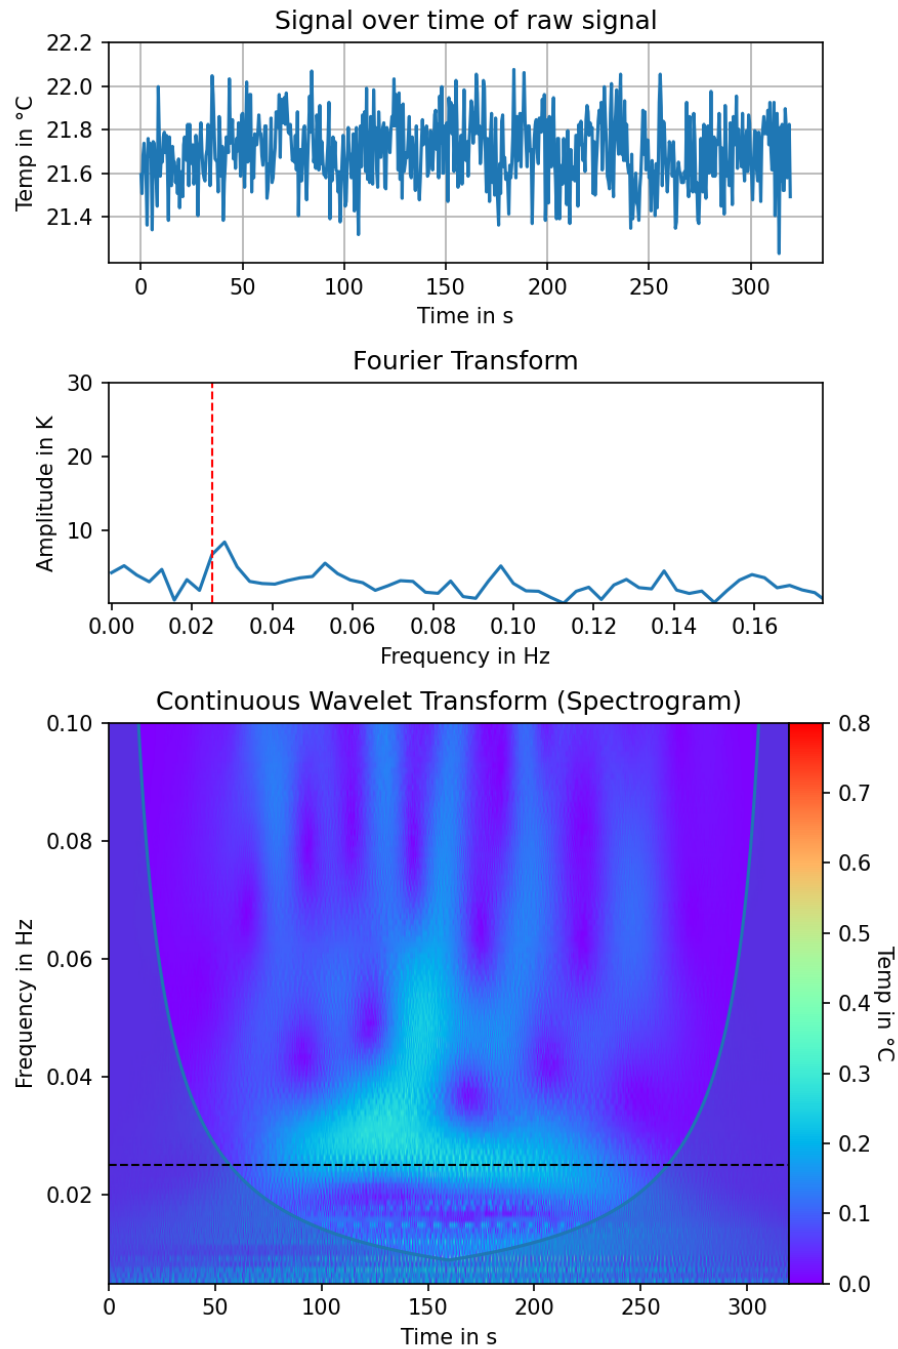 Signal over time of raw signal
22.2
22.0
21.8
21.6
21.4
Temp in °C
0 50 100 150 200 250 300
Time in s
Fourier Transform
30
20
10
Amplitude in K
0.00 0.02 0.04 0.06 0.08 0.10 0.12 0.14 0.16
Frequency in Hz
Continuous Wavelet Transform (Spectrogram)
0.10
0.08
0.06
0.04
0.02
Frequency in Hz
0 50 100 150 200 250 300
Time in s
0.8
0.7
0.6
0.5
0.4
0.3
0.2
0.1
0.0
Temp in °C